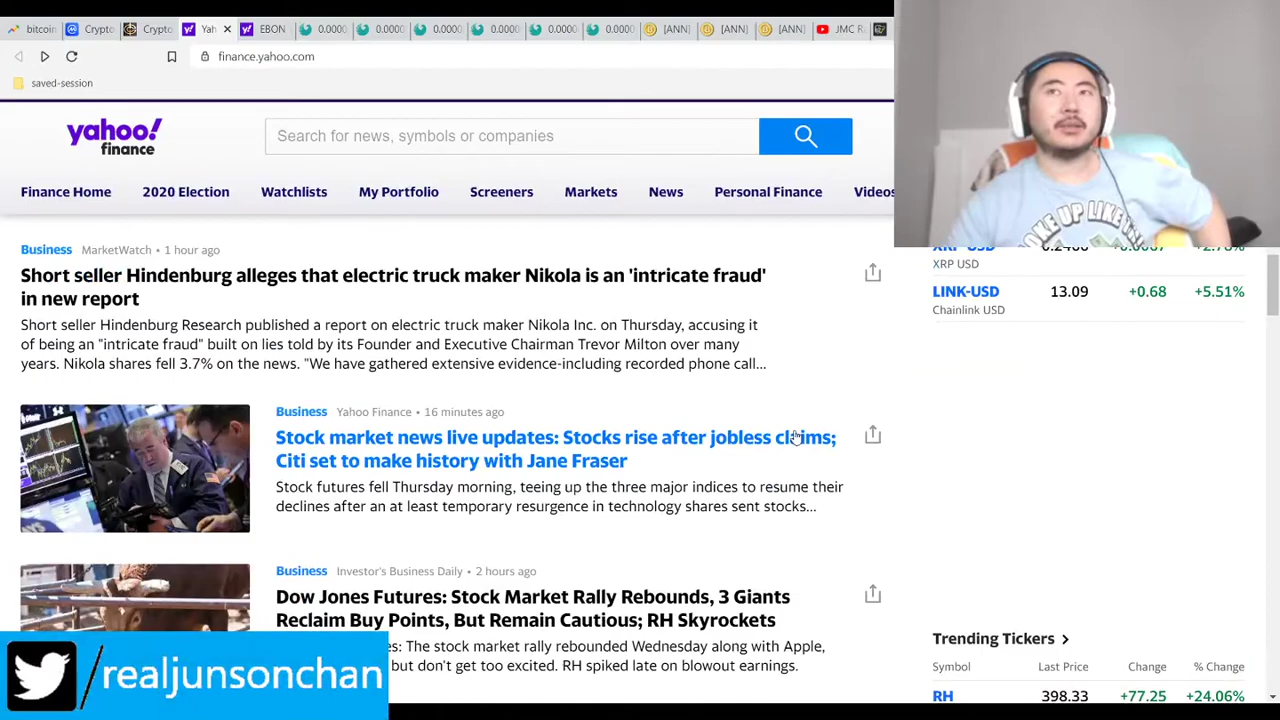 bitcoin
Crypto
Crypto
Yah
EBON
0.0000
0.0000
0.0000
0.0000
0.0000
0.0000
[ANN]
[ANN]
[ANN]
JMC R
finance.yahoo.com
saved-session
yahoo!
finance
Search for news, symbols or companies
Finance Home
2020 Election
Watchlists
My Portfolio
Screeners
Markets
News
Personal Finance
Videos
Business MarketWatch • 1 hour ago
Short seller Hindenburg alleges that electric truck maker Nikola is an 'intricate fraud'
in new report
Short seller Hindenburg Research published a report on electric truck maker Nikola Inc. on Thursday, accusing it
of being an "intricate fraud" built on lies told by its Founder and Executive Chairman Trevor Milton over many
years. Nikola shares fell 3.7% on the news. "We have gathered extensive evidence-including recorded phone call...
Business Yahoo Finance • 16 minutes ago
Stock market news live updates: Stocks rise after jobless claims;
Citi set to make history with Jane Fraser
Stock futures fell Thursday morning, teeing up the three major indices to resume their
declines after an at least temporary resurgence in technology shares sent stocks...
Business Investor's Business Daily • 2 hours ago
Dow Jones Futures: Stock Market Rally Rebounds, 3 Giants
Reclaim Buy Points, But Remain Cautious; RH Skyrockets
es: The stock market rally rebounded Wednesday along with Apple,
but don't get too excited. RH spiked late on blowout earnings.
XRP USD
LINK-USD 13.09 +0.68 +5.51%
Chainlink USD
Trending Tickers
Symbol Last Price Change % Change
RH 398.33 +77.25 +24.06%
/realjunsonchan